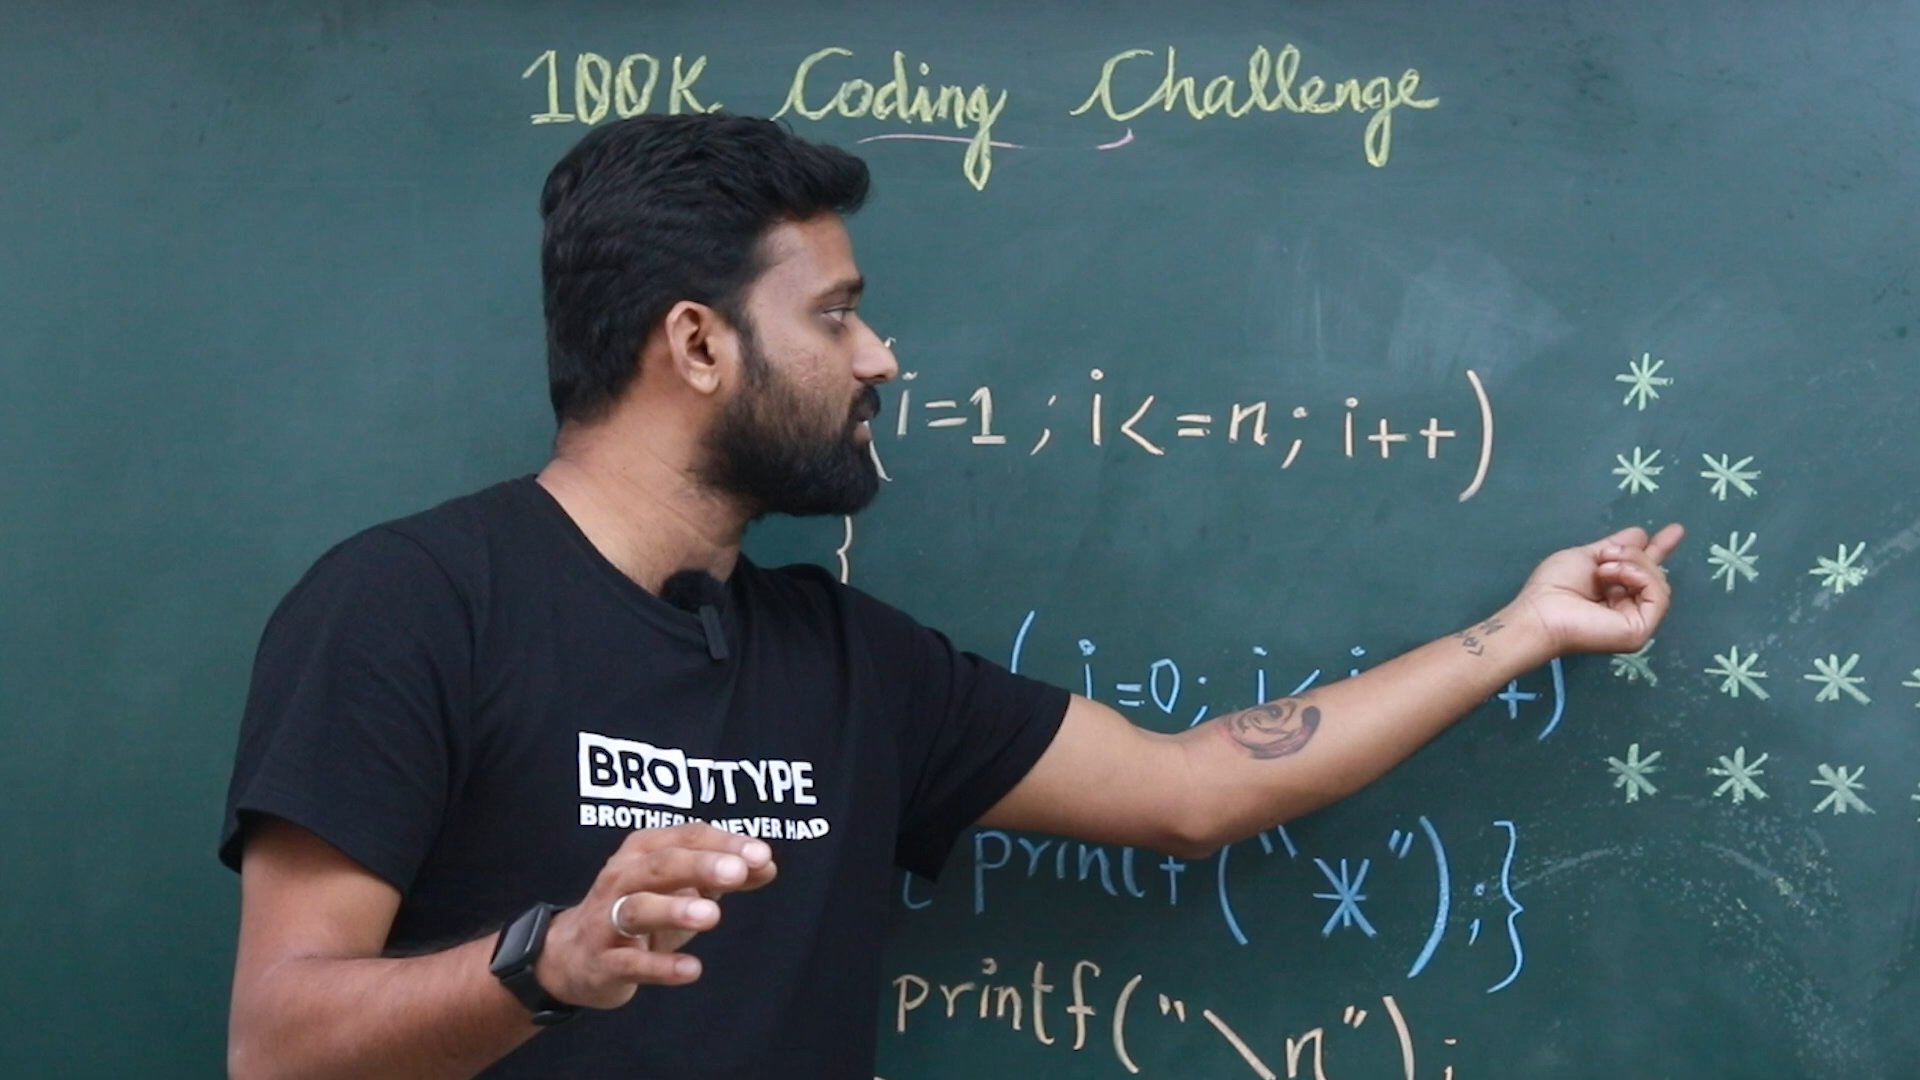 100K Coding Challenge
i=1 ; i<=n; i++)
*
* *
{
* *
( j=0; j<i +)
* * *
BROTOTYPE
BROTHER NEVER HAD
* * *
{ printf("*");}
printf("\n");